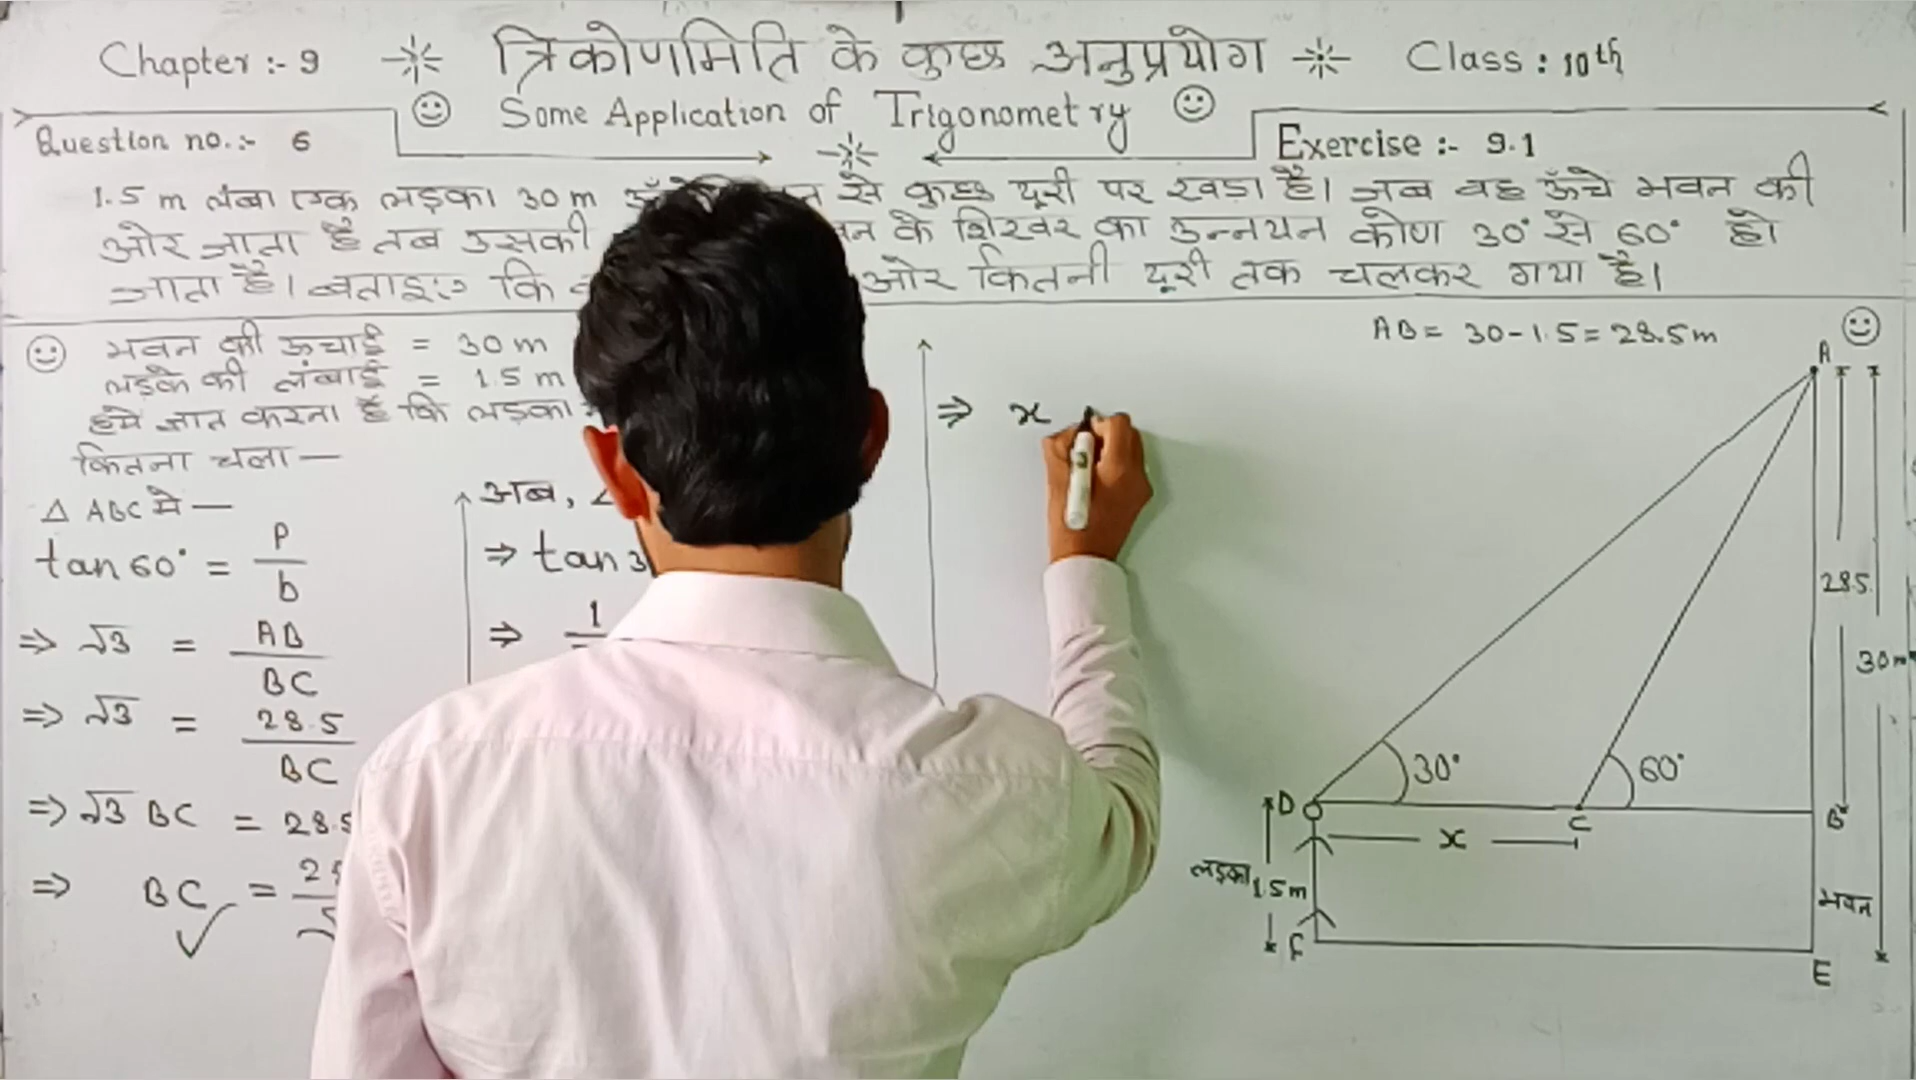 Chapter :- 9 त्रिकोणमिति के कुछ अनुप्रयोग Class : 10th
Some Application of Trigonometry
Question no. :- 6
Exercise :- 9.1
1.5 m लंबा एक लड़का 30 m से कुछ दूरी पर खड़ा है। जब वह ऊँचे भवन की
ओर जाता है तब उसकी के शिखर का उन्नयन कोण 30° से 60° हो
जाता है। बताइए कि ओर कितनी दूरी तक चलकर गया है।
भवन की ऊंचाई = 30 m
लड़के की लंबाई = 1.5 m
हमे ज्ञात करना है कि लड़का
कितना चला —
△ ABC मे —
tan 60° = P / b
⇒ √3 = AB / BC
⇒ √3 = 28.5 / BC
⇒ √3 BC = 28.5
⇒ BC =
अब,
⇒ tan 3
⇒ 1
⇒ x
AB = 30 - 1.5 = 28.5 m
A
28.5
30 m
30°
60°
D
C
B
x
लड़का
1.5 m
भवन
F
E